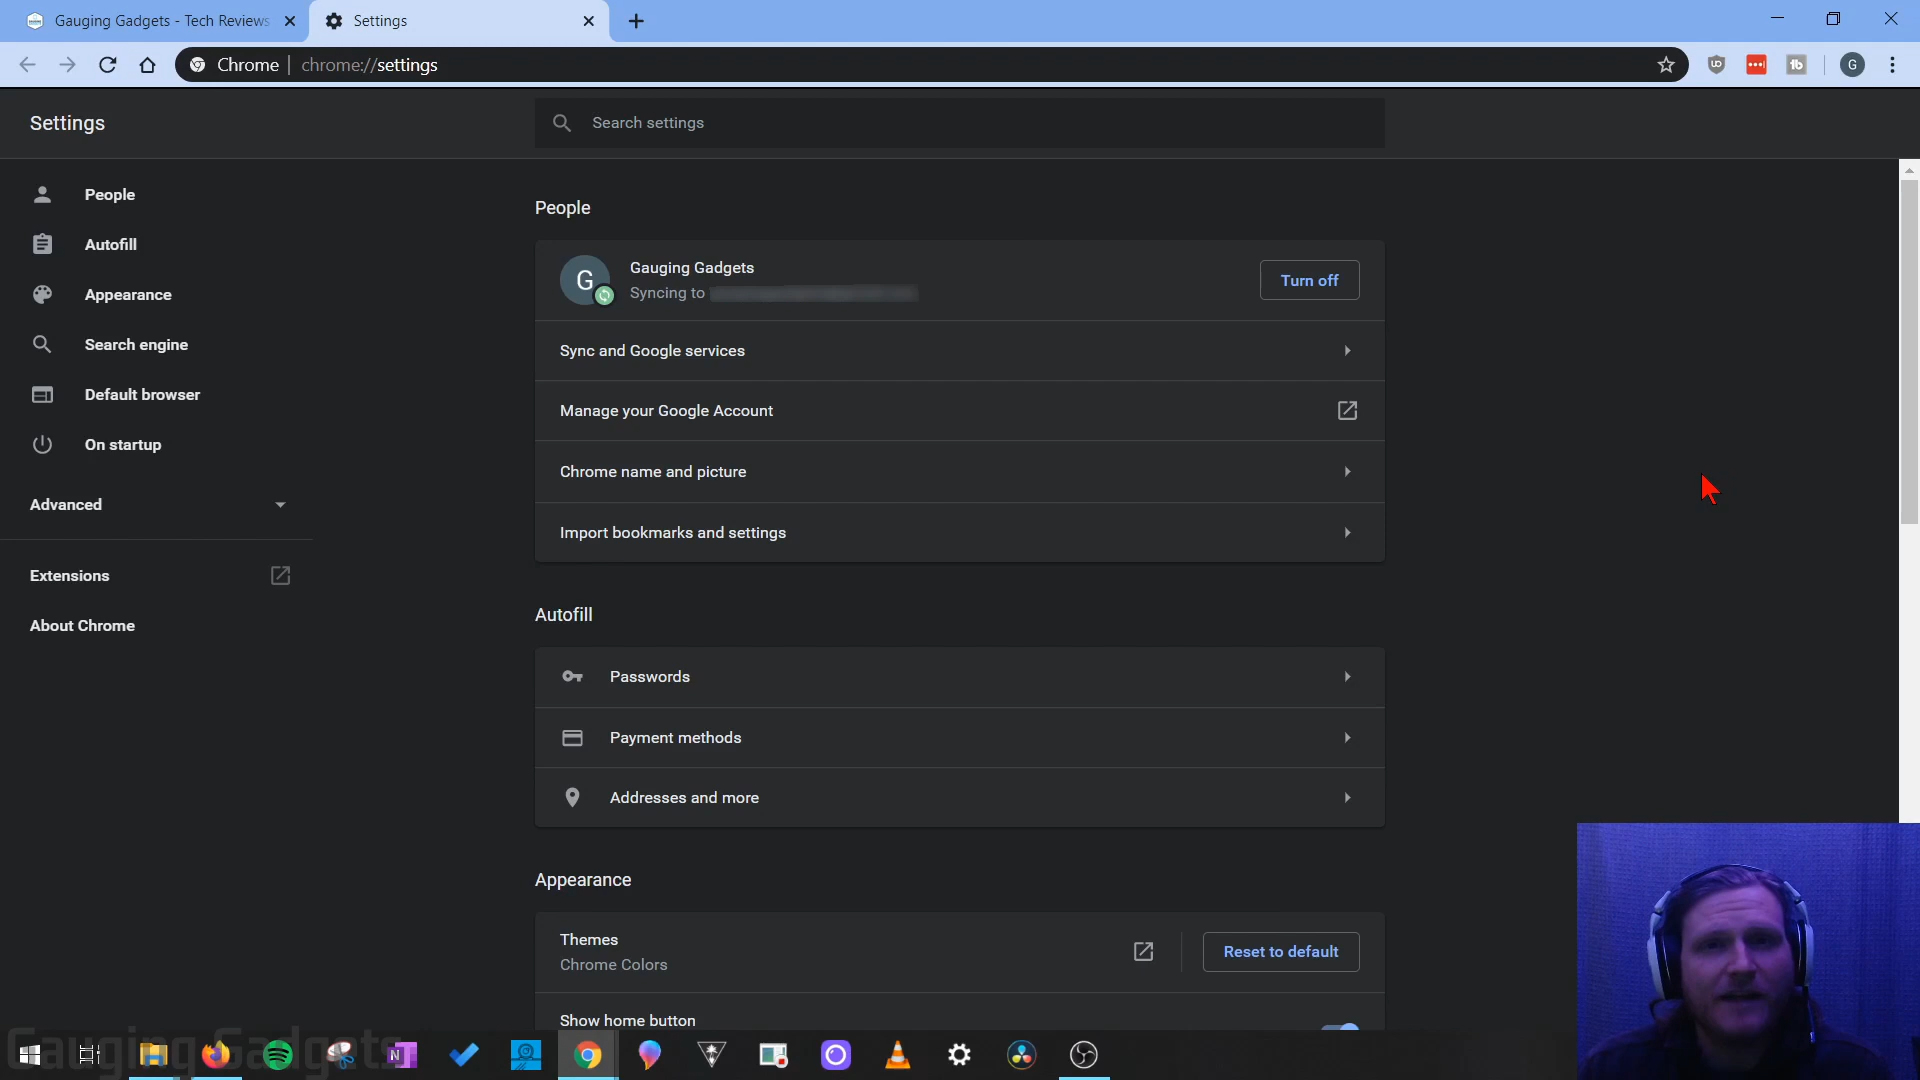 Gauging Gadgets - Tech Reviews
Settings
Chrome | chrome://settings
G
Settings
Search settings
People
Autofill
Appearance
Search engine
Default browser
On startup
Advanced
Extensions
About Chrome
People
G
Gauging Gadgets
Syncing to
Turn off
Sync and Google services
Manage your Google Account
Chrome name and picture
Import bookmarks and settings
Autofill
Passwords
Payment methods
Addresses and more
Appearance
Themes
Chrome Colors
Reset to default
Show home button
Gauging Gadgets